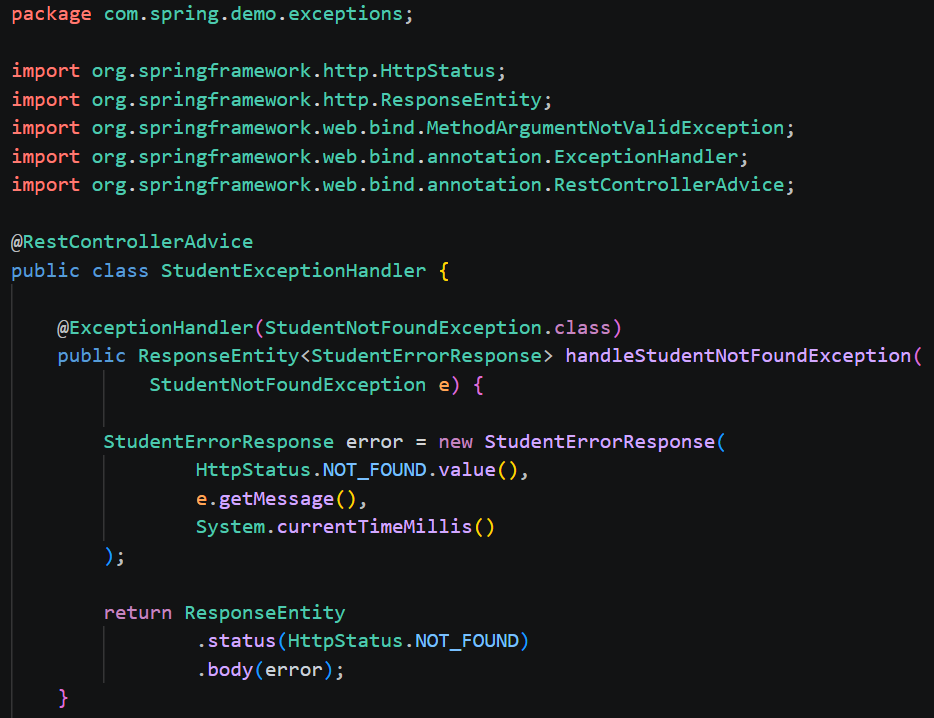 package com.spring.demo.exceptions;
import org.springframework.http.HttpStatus;
import org.springframework.http.ResponseEntity;
import org.springframework.web.bind.MethodArgumentNotValidException;
import org.springframework.web.bind.annotation.ExceptionHandler;
import org.springframework.web.bind.annotation.RestControllerAdvice;
@RestControllerAdvice
public class StudentExceptionHandler {
@ExceptionHandler(StudentNotFoundException.class)
public ResponseEntity<StudentErrorResponse> handleStudentNotFoundException(
StudentNotFoundException e) {
StudentErrorResponse error = new StudentErrorResponse(
HttpStatus.NOT_FOUND.value(),
e.getMessage(),
System.currentTimeMillis()
);
return ResponseEntity
.status(HttpStatus.NOT_FOUND)
.body(error);
}